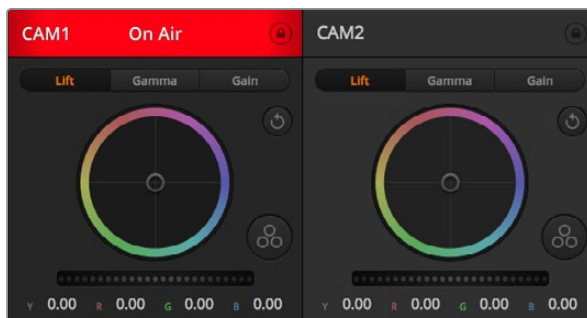 CAM1 On Air CAM2
Lift Gamma Gain Lift Gamma Gain
Y 0.00 R 0.00 G 0.00 B 0.00 Y 0.00 R 0.00 G 0.00 B 0.00